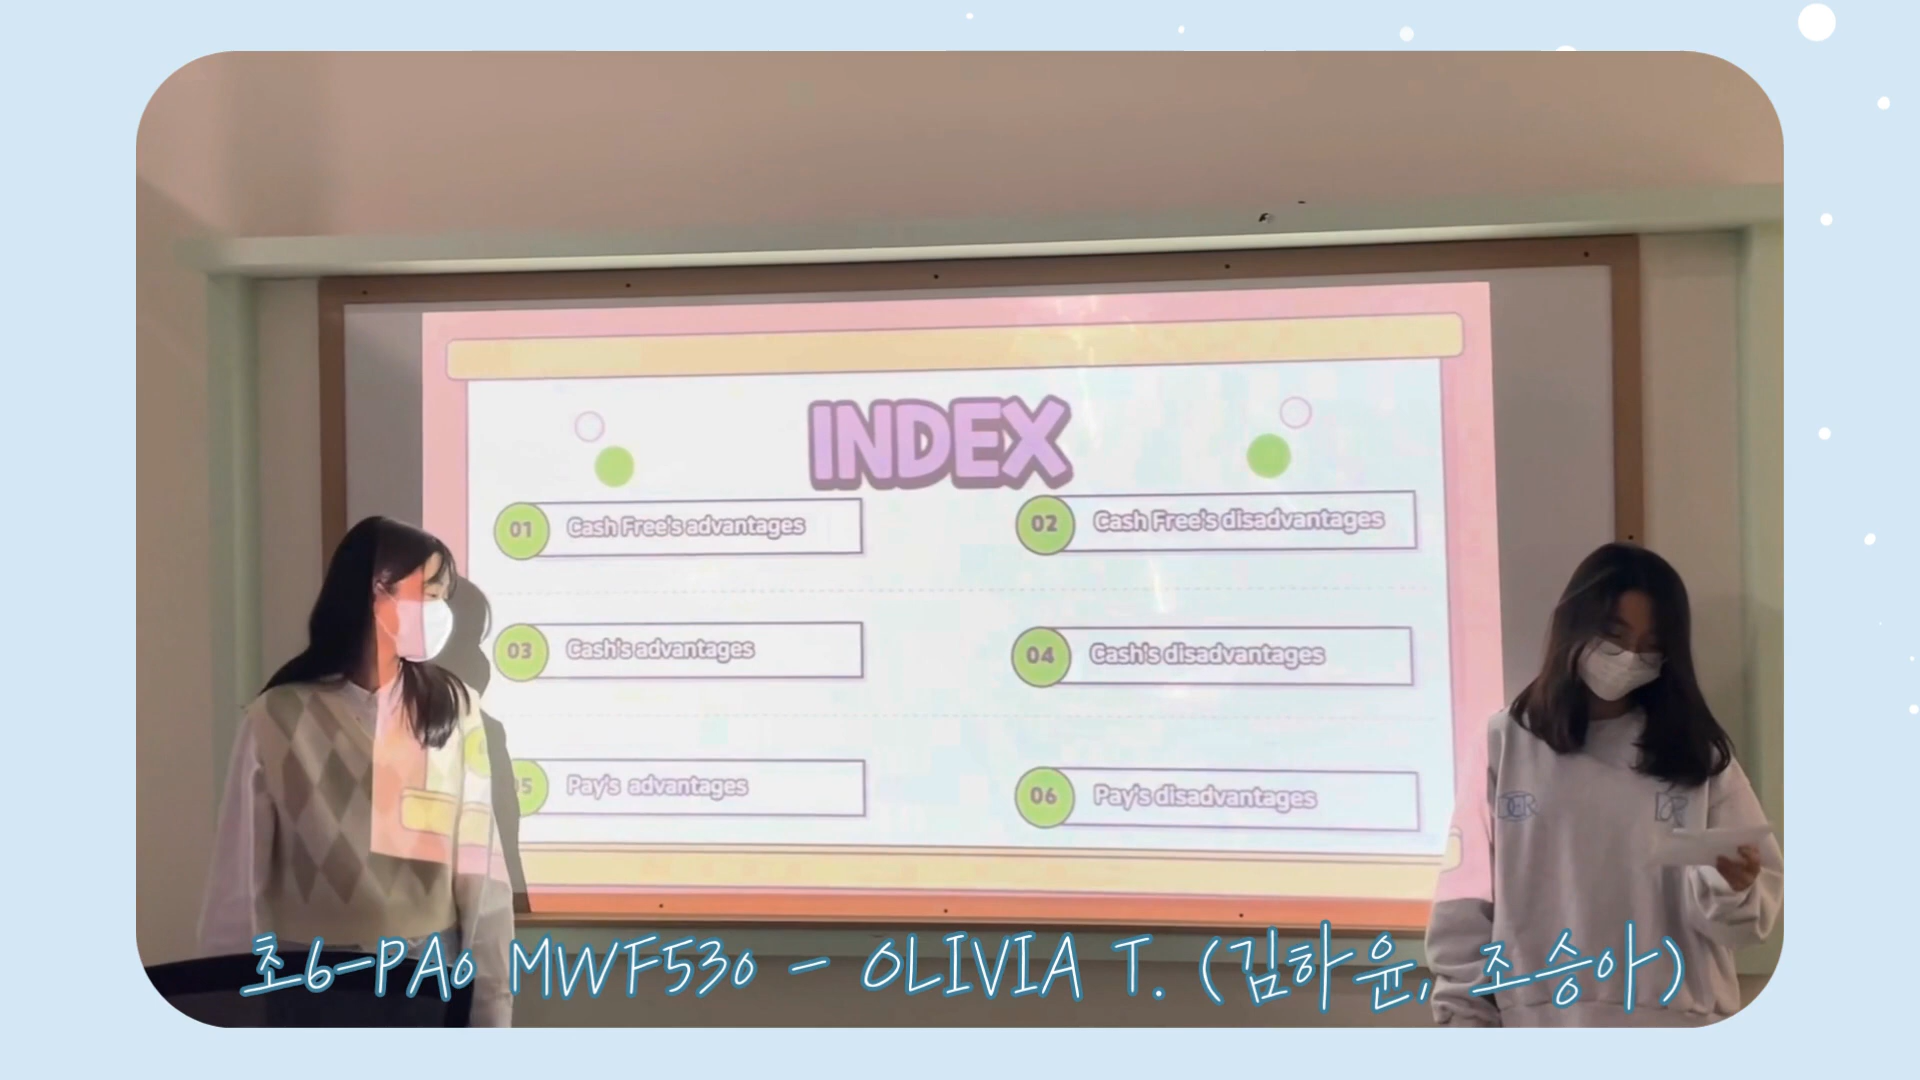 INDEX
01 Cash Free's advantages
02 Cash Free's disadvantages
03 Cash's advantages
04 Cash's disadvantages
05 Pay's advantages
06 Pay's disadvantages
초6-PA0 MWF530 - OLIVIA T. (김하윤, 조승아)